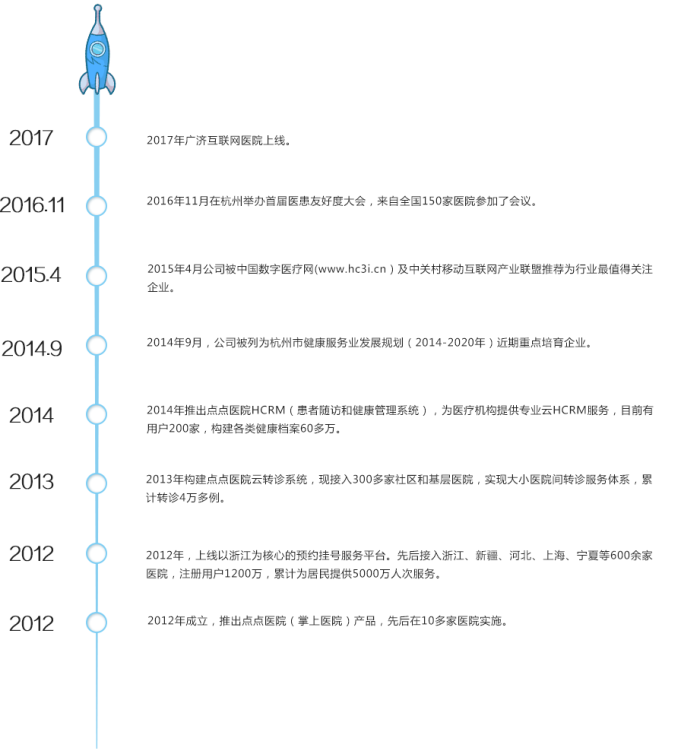 2017
2017年广济互联网医院上线。
2016.11
2016年11月在杭州举办首届医患友好度大会，来自全国150家医院参加了会议。
2015.4
2015年4月公司被中国数字医疗网(www.hc3i.cn）及中关村移动互联网产业联盟推荐为行业最值得关注
企业。
2014.9
2014年9月，公司被列为杭州市健康服务业发展规划（2014-2020年）近期重点培育企业。
2014
2014年推出点点医院HCRM（患者随访和健康管理系统），为医疗机构提供专业云HCRM服务，目前有
用户200家，构建各类健康档案60多万。
2013
2013年构建点点医院云转诊系统，现接入300多家社区和基层医院，实现大小医院间转诊服务体系，累
计转诊4万多例。
2012
2012年，上线以浙江为核心的预约挂号服务平台。先后接入浙江、新疆、河北、上海、宁夏等600余家
医院，注册用户1200万，累计为居民提供5000万人次服务。
2012
2012年成立，推出点点医院（掌上医院）产品，先后在10多家医院实施。